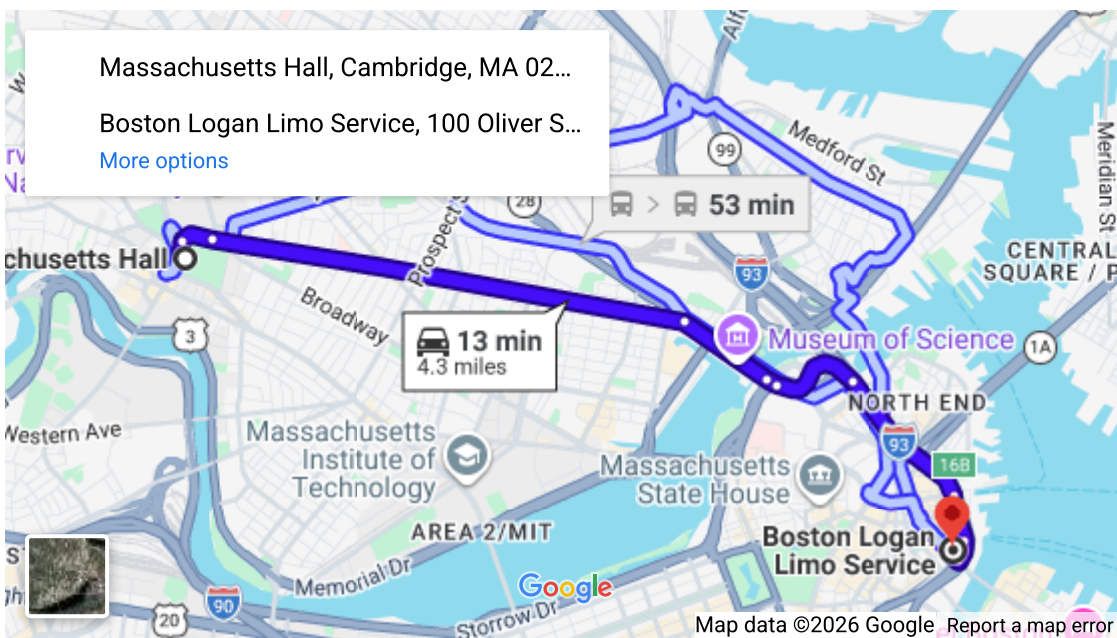 Massachusetts Hall, Cambridge, MA 02...
Boston Logan Limo Service, 100 Oliver S...
More options
Medford St
99
Meridian St
28
53 min
Prospect S
CENTRAL
SQUARE / P
93
chusetts Hall
Broadway
3
13 min
4.3 miles
Museum of Science
1A
NORTH END
Western Ave
Massachusetts
Institute of
Technology
93
16B
Massachusetts
State House
AREA 2/MIT
Boston Logan
Limo Service
Memorial Dr
Google
90
20
Storrow Dr
Map data ©2026 Google
Report a map error